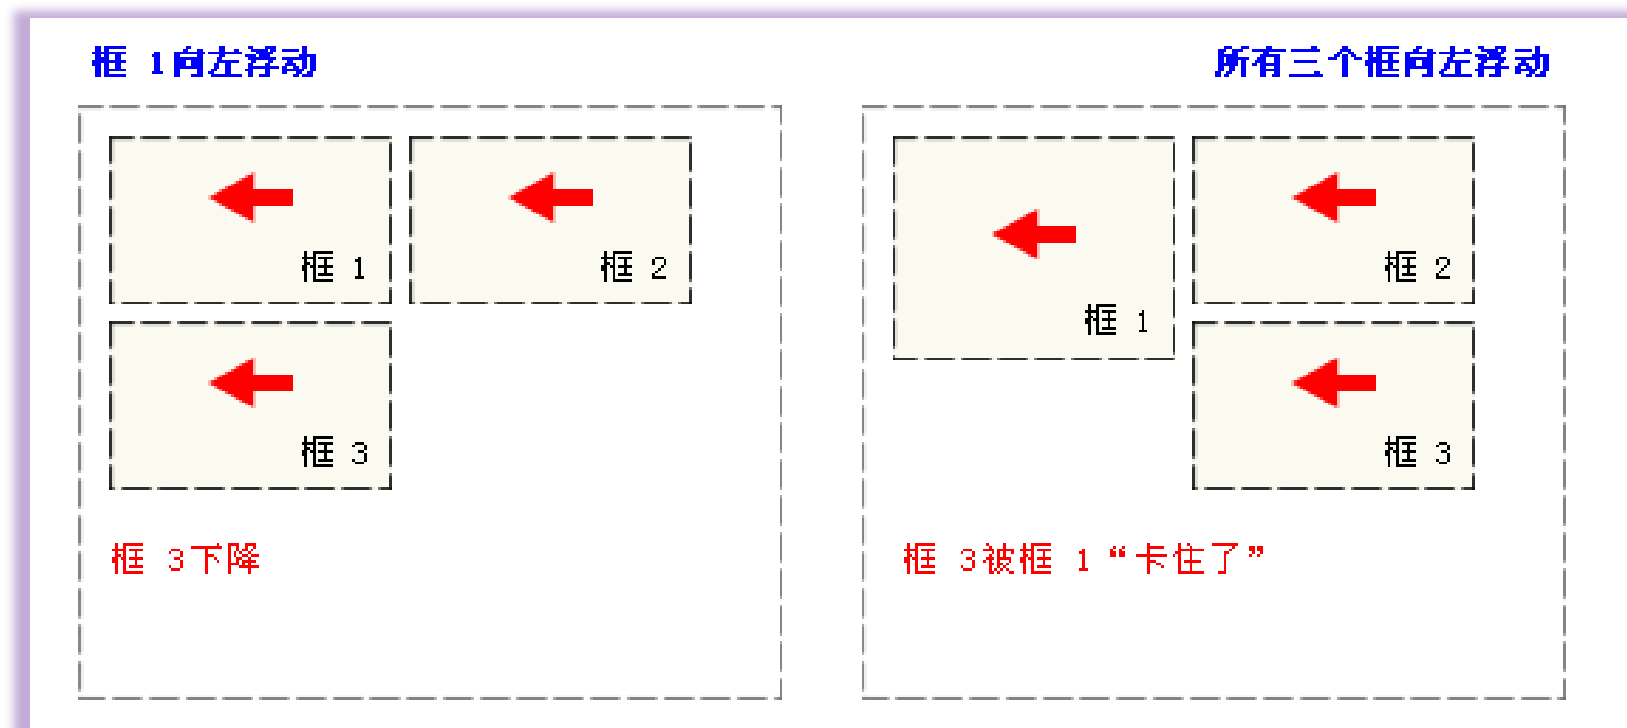 框 1向左浮动
所有三个框向左浮动
框 1
框 2
框 3
框 3下降
框 1
框 2
框 3
框 3被框 1“卡住了”